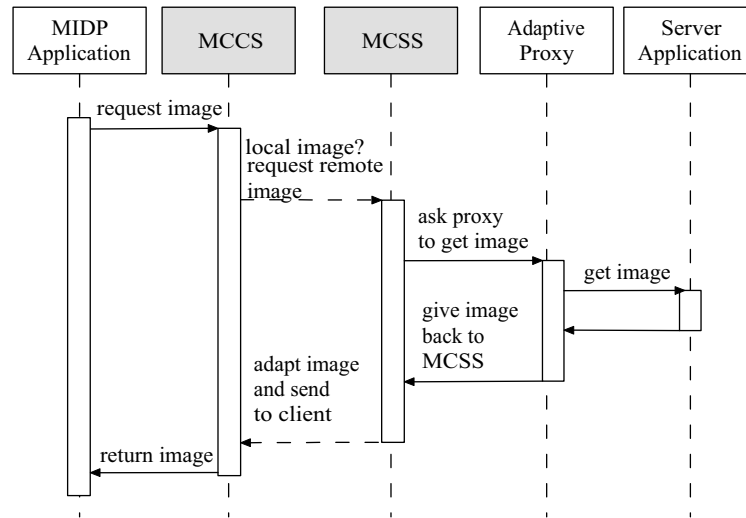 MIDP
Application
MCCS
MCSS
Adaptive
Proxy
Server
Application
request image
local image?
request remote
image
ask proxy
to get image
get image
give image
back to
MCSS
adapt image
and send
to client
return image